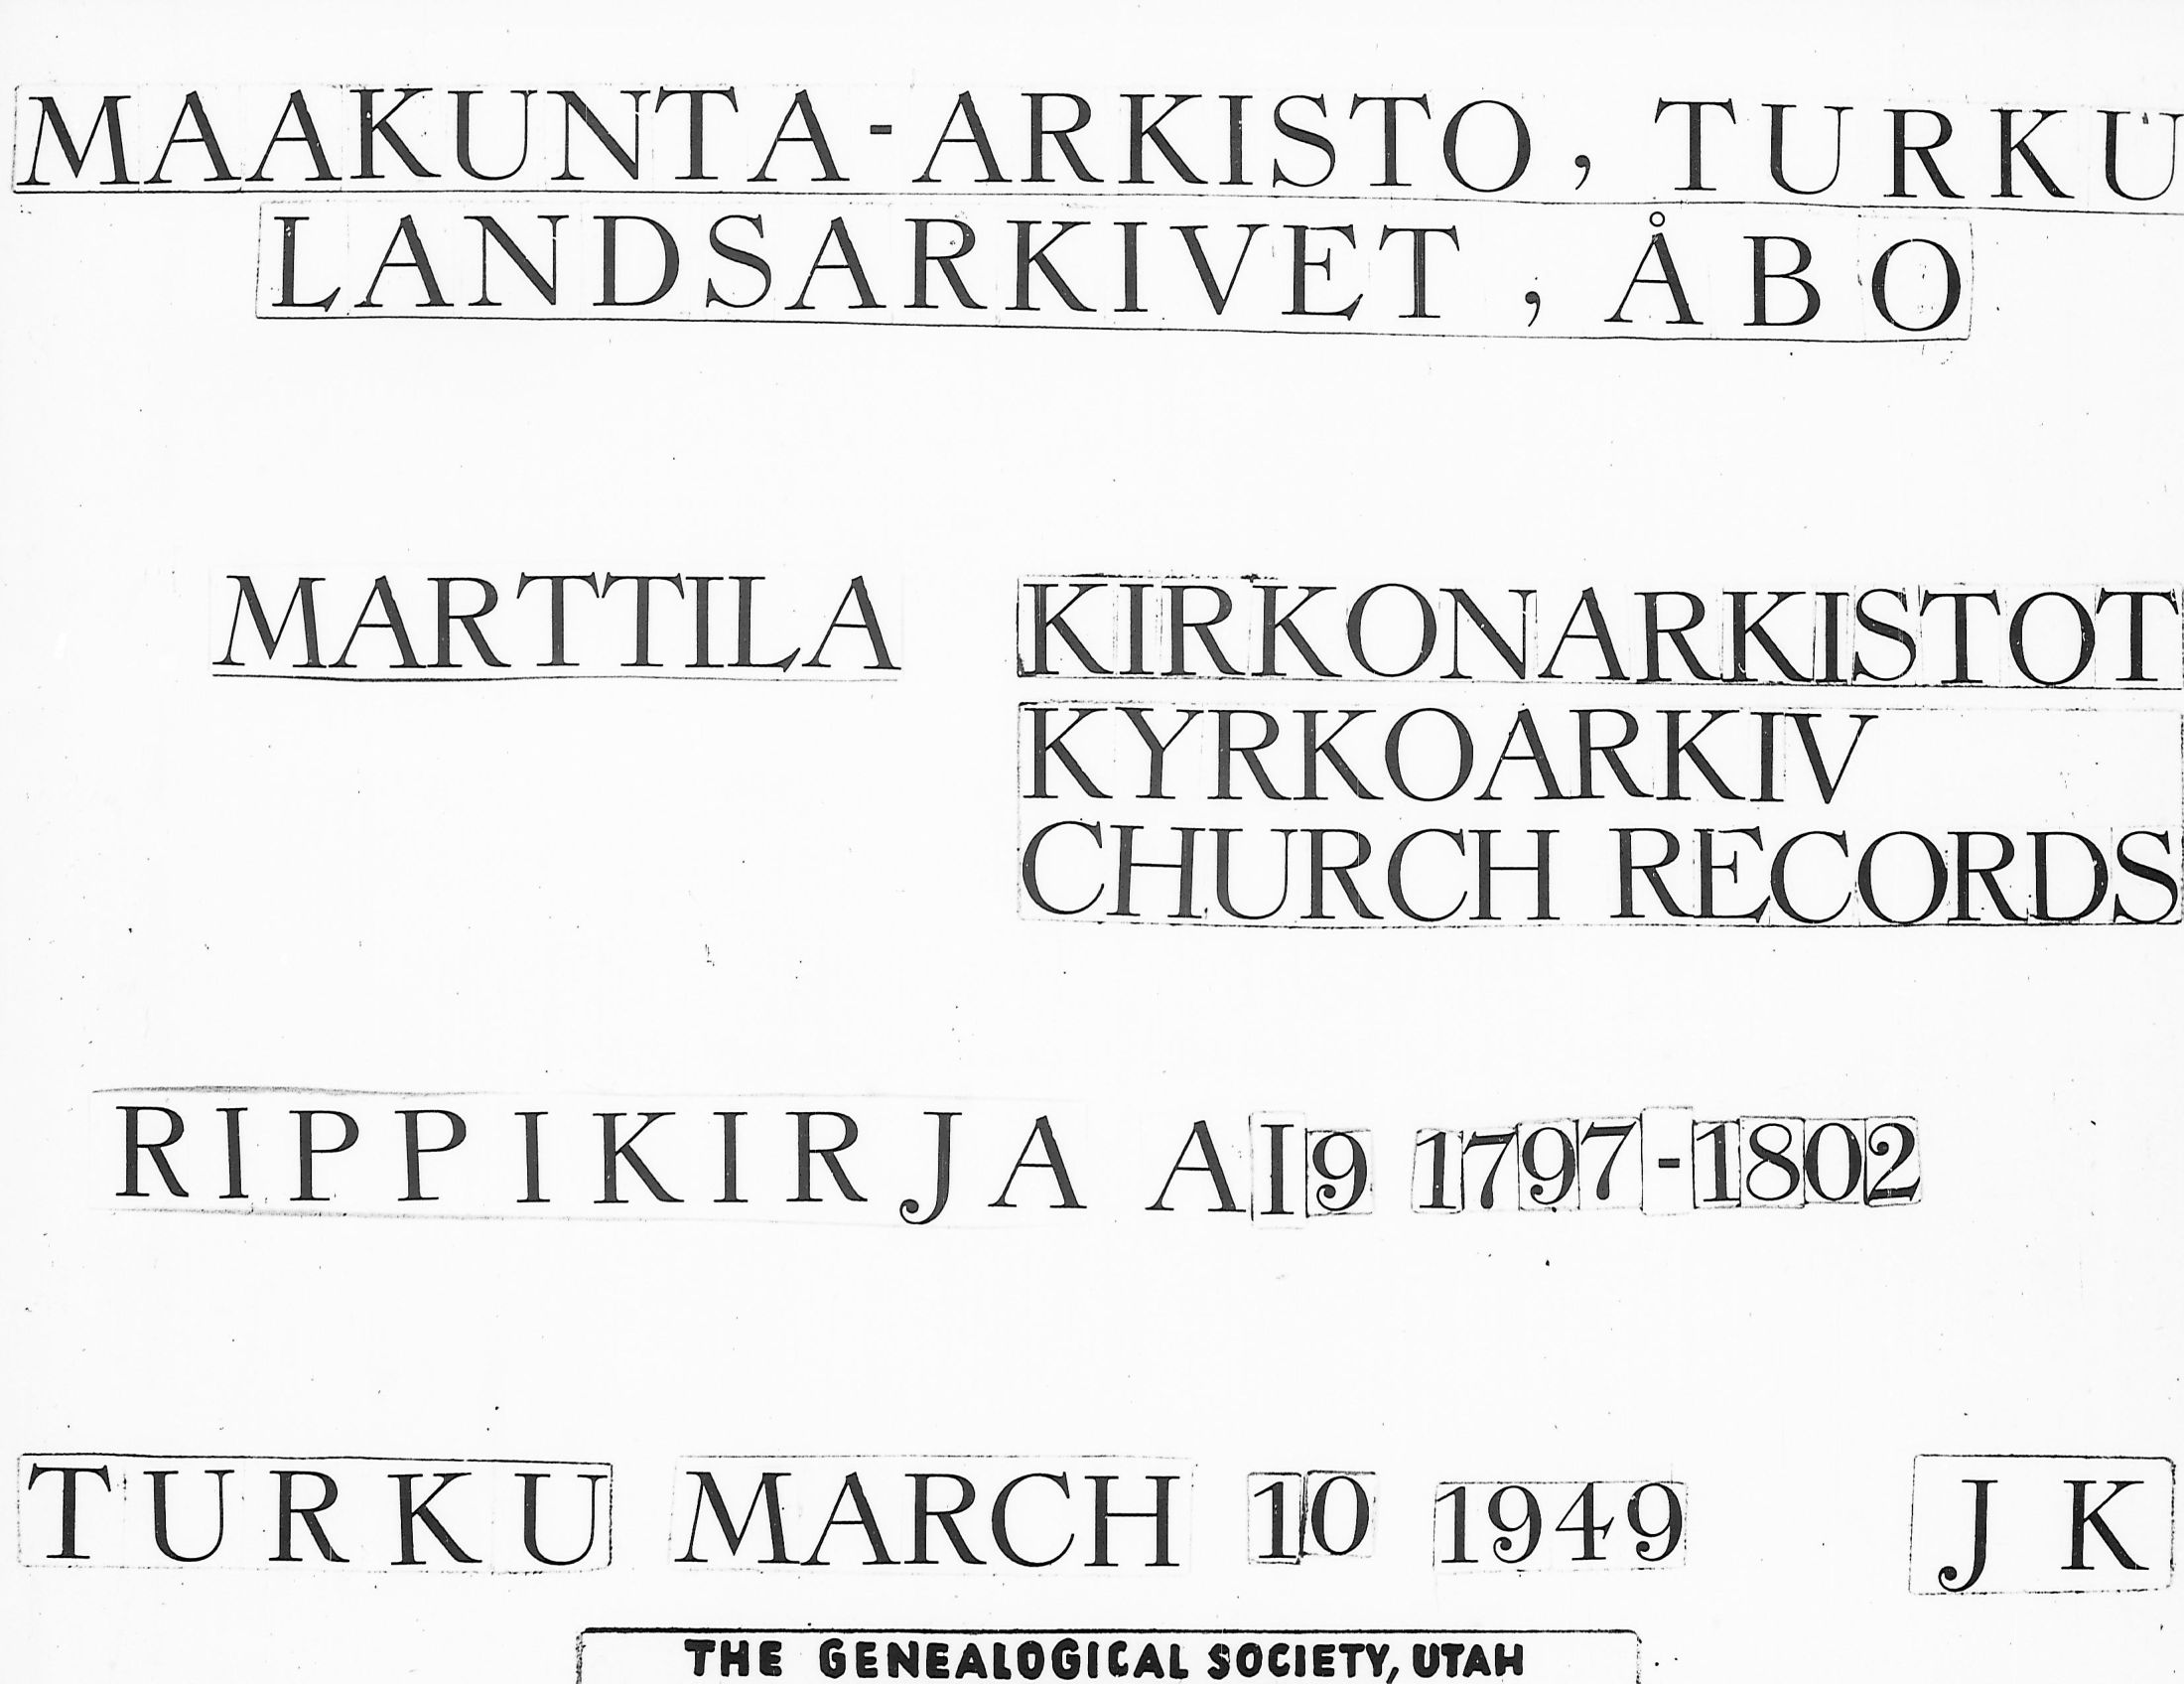 MAAKUNTA-ARKISTO, TURKU
LANDSARKIVET, ÅBO
MARTTILA KIRKONARKISTOT
KYRKOARKIV
CHURCH RECORDS
RIPPIKIRJA AI9 1797-1802
TURKU MARCH 10 1949 J K
THE GENEALOGICAL SOCIETY, UTAH